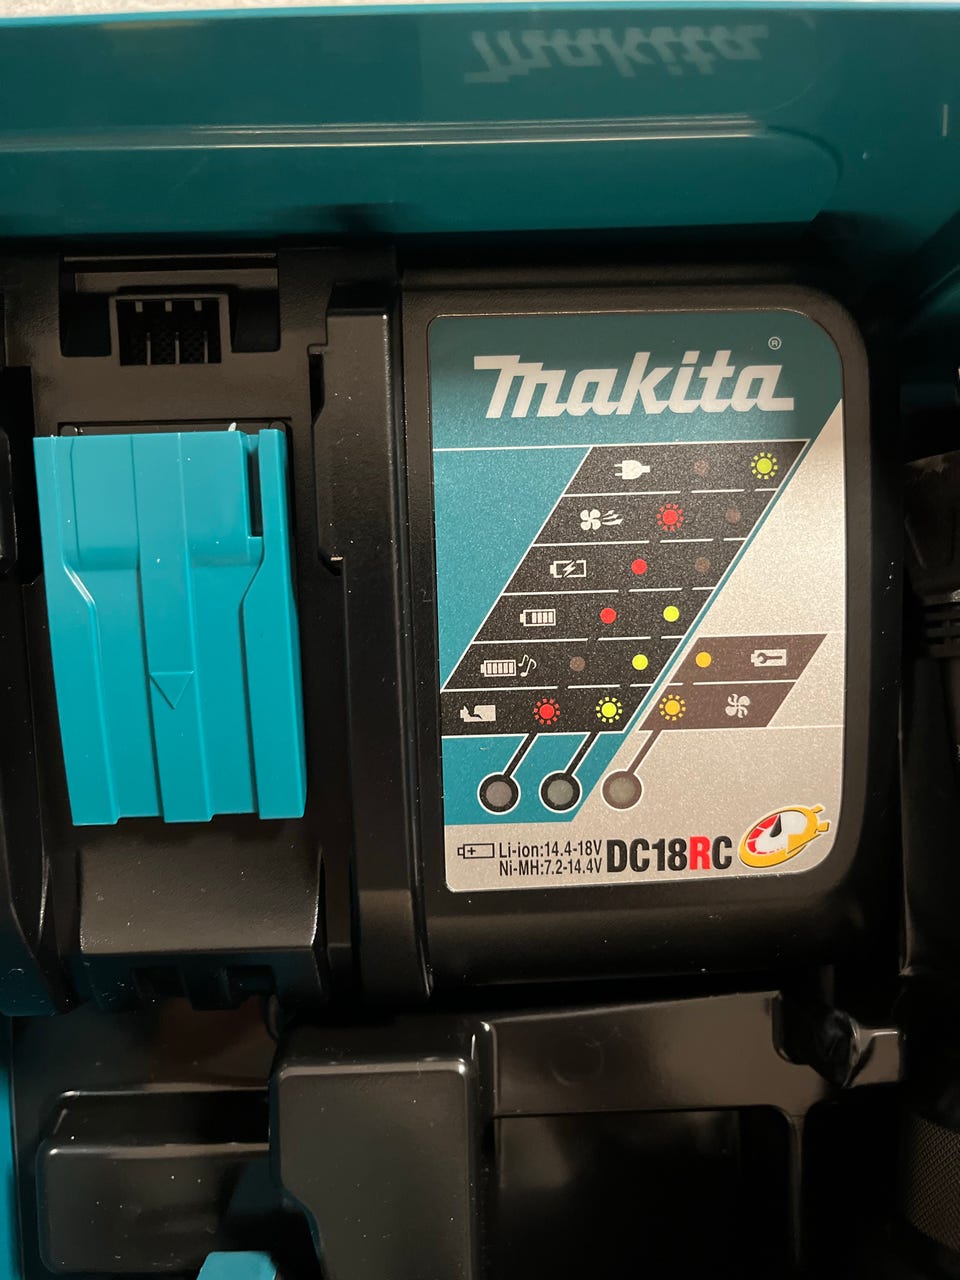 makita
makita ®
Li-ion:14.4-18V
Ni-MH:7.2-14.4V
DC18RC